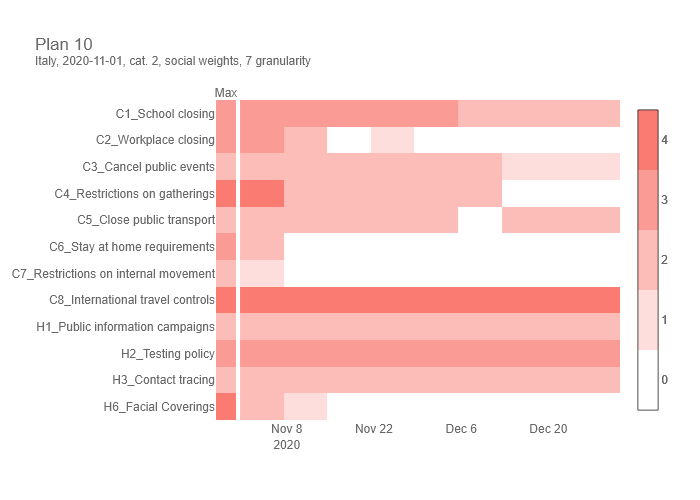 Plan 10
Italy, 2020-11-01, cat. 2, social weights, 7 granularity
Max
C1_School closing
C2_Workplace closing
C3_Cancel public events
C4_Restrictions on gatherings
C5_Close public transport
C6_Stay at home requirements
C7_Restrictions on internal movement
C8_International travel controls
H1_Public information campaigns
H2_Testing policy
H3_Contact tracing
H6_Facial Coverings
Nov 8
2020
Nov 22
Dec 6
Dec 20
4
3
2
1
0